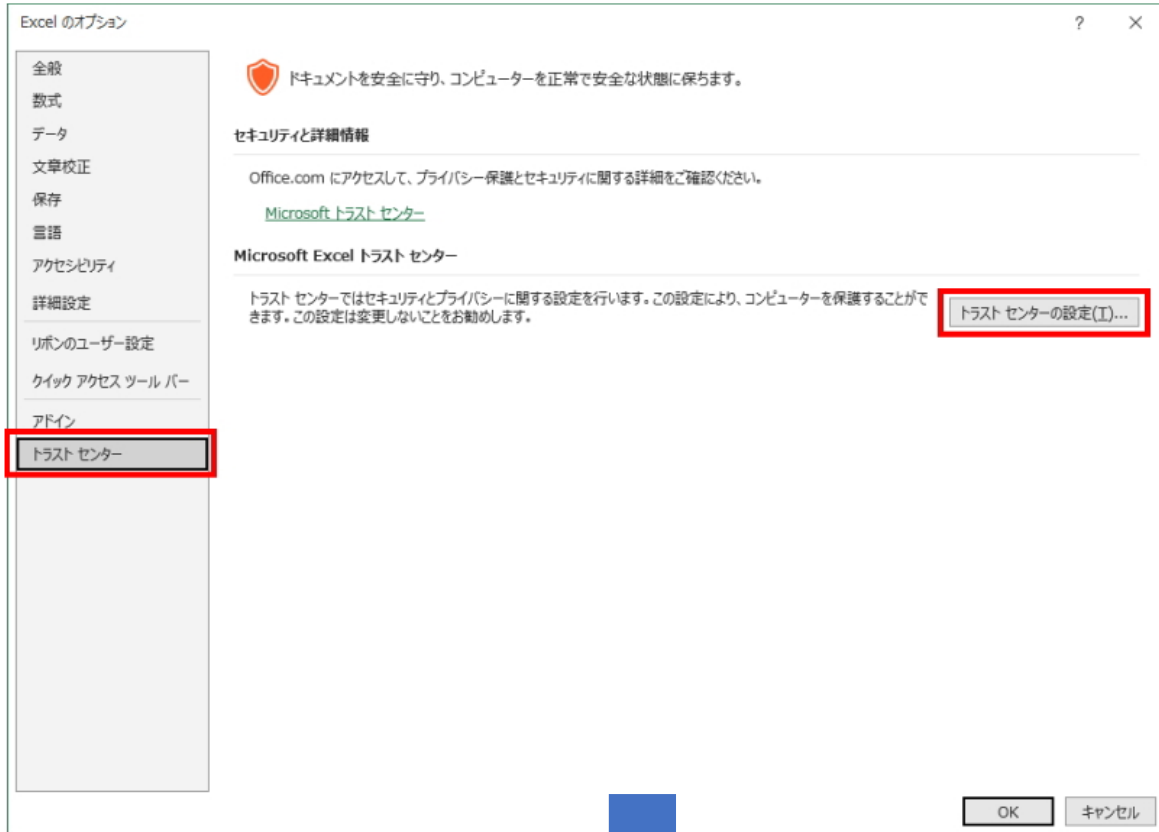 Excel のオプション
?
×
全般
数式
データ
文章校正
保存
言語
アクセシビリティ
詳細設定
リボンのユーザー設定
クイック アクセス ツール バー
アドイン
トラスト センター
ドキュメントを安全に守り、コンピューターを正常で安全な状態に保ちます。
セキュリティと詳細情報
Office.com にアクセスして、プライバシー保護とセキュリティに関する詳細をご確認ください。
Microsoft トラスト センター
Microsoft Excel トラスト センター
トラスト センターではセキュリティとプライバシーに関する設定を行います。この設定により、コンピューターを保護することがで
きます。この設定は変更しないことをお勧めします。
トラスト センターの設定(T)...
OK
キャンセル